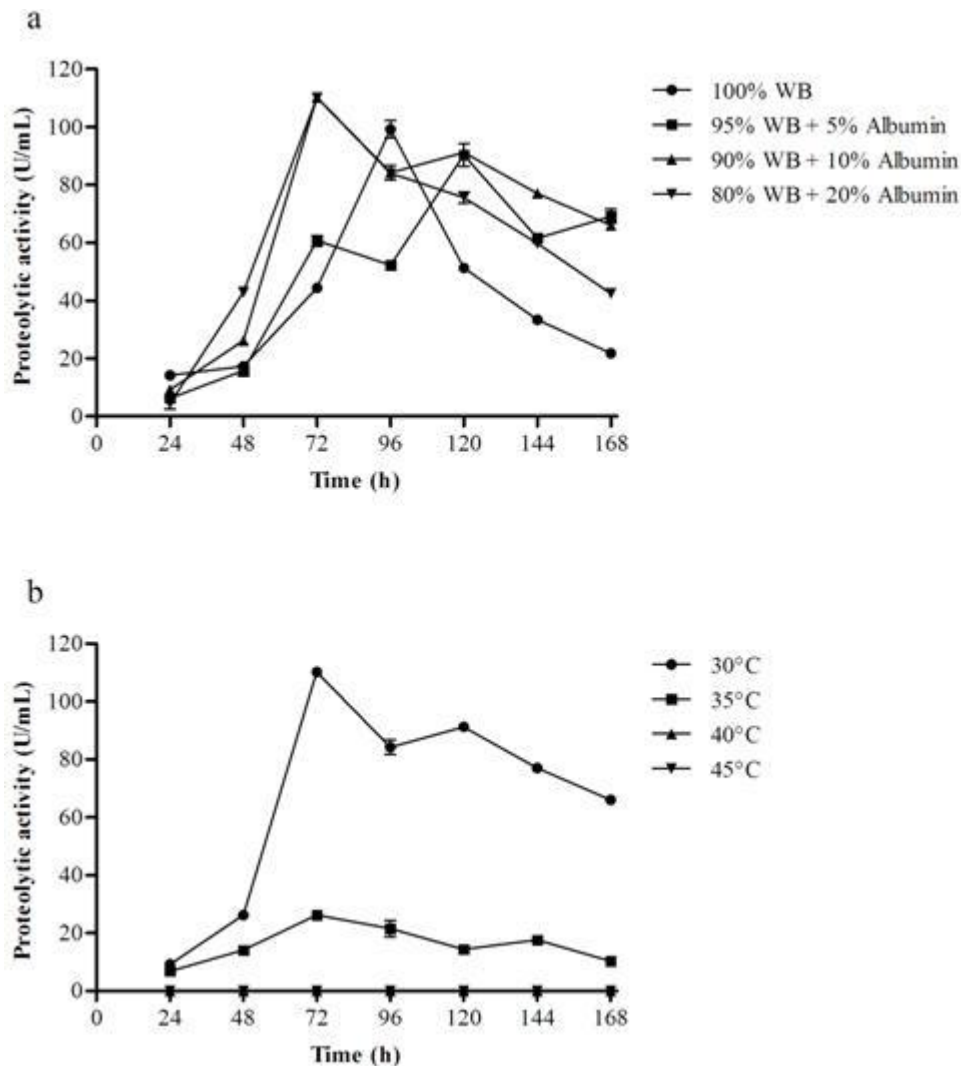 a
Proteolytic activity (U/mL)
120
100
80
60
40
20
0
0 24 48 72 96 120 144 168
Time (h)
100% WB
95% WB + 5% Albumin
90% WB + 10% Albumin
80% WB + 20% Albumin
b
Proteolytic activity (U/mL)
120
100
80
60
40
20
0
0 24 48 72 96 120 144 168
Time (h)
30°C
35°C
40°C
45°C